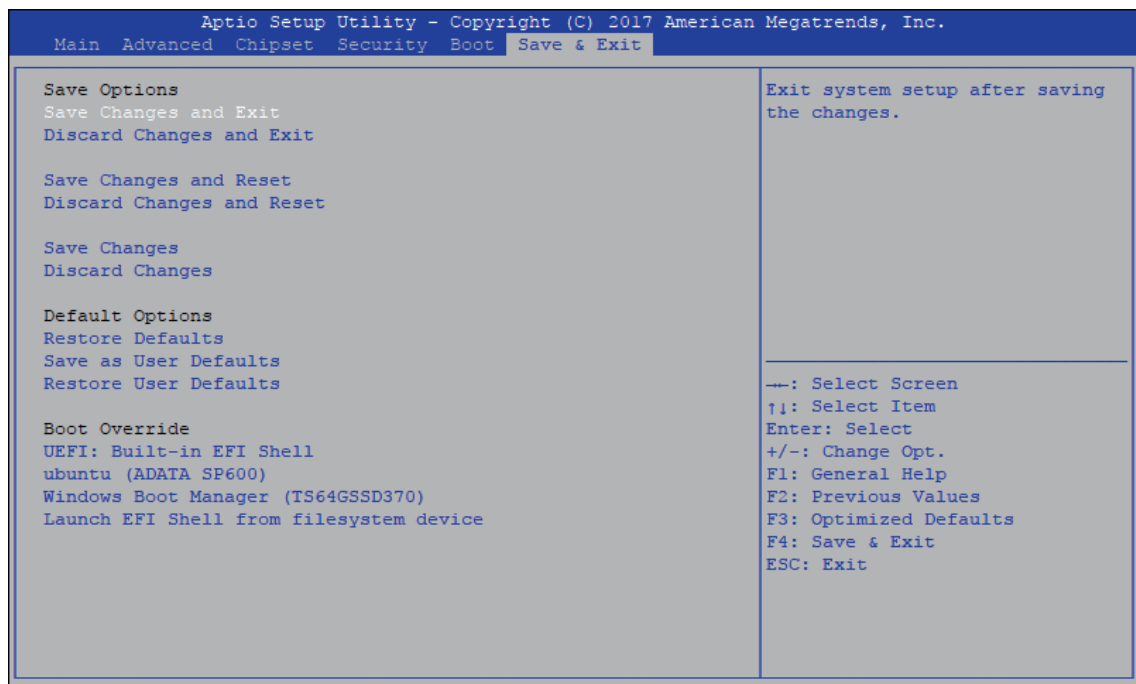 Aptio Setup Utility - Copyright (C) 2017 American Megatrends, Inc.
Main Advanced Chipset Security Boot Save & Exit
Save Options
Save Changes and Exit
Discard Changes and Exit
Save Changes and Reset
Discard Changes and Reset
Save Changes
Discard Changes
Default Options
Restore Defaults
Save as User Defaults
Restore User Defaults
Boot Override
UEFI: Built-in EFI Shell
ubuntu (ADATA SP600)
Windows Boot Manager (TS64GSSD370)
Launch EFI Shell from filesystem device
Exit system setup after saving
the changes.
→←: Select Screen
↑↓: Select Item
Enter: Select
+/-: Change Opt.
F1: General Help
F2: Previous Values
F3: Optimized Defaults
F4: Save & Exit
ESC: Exit